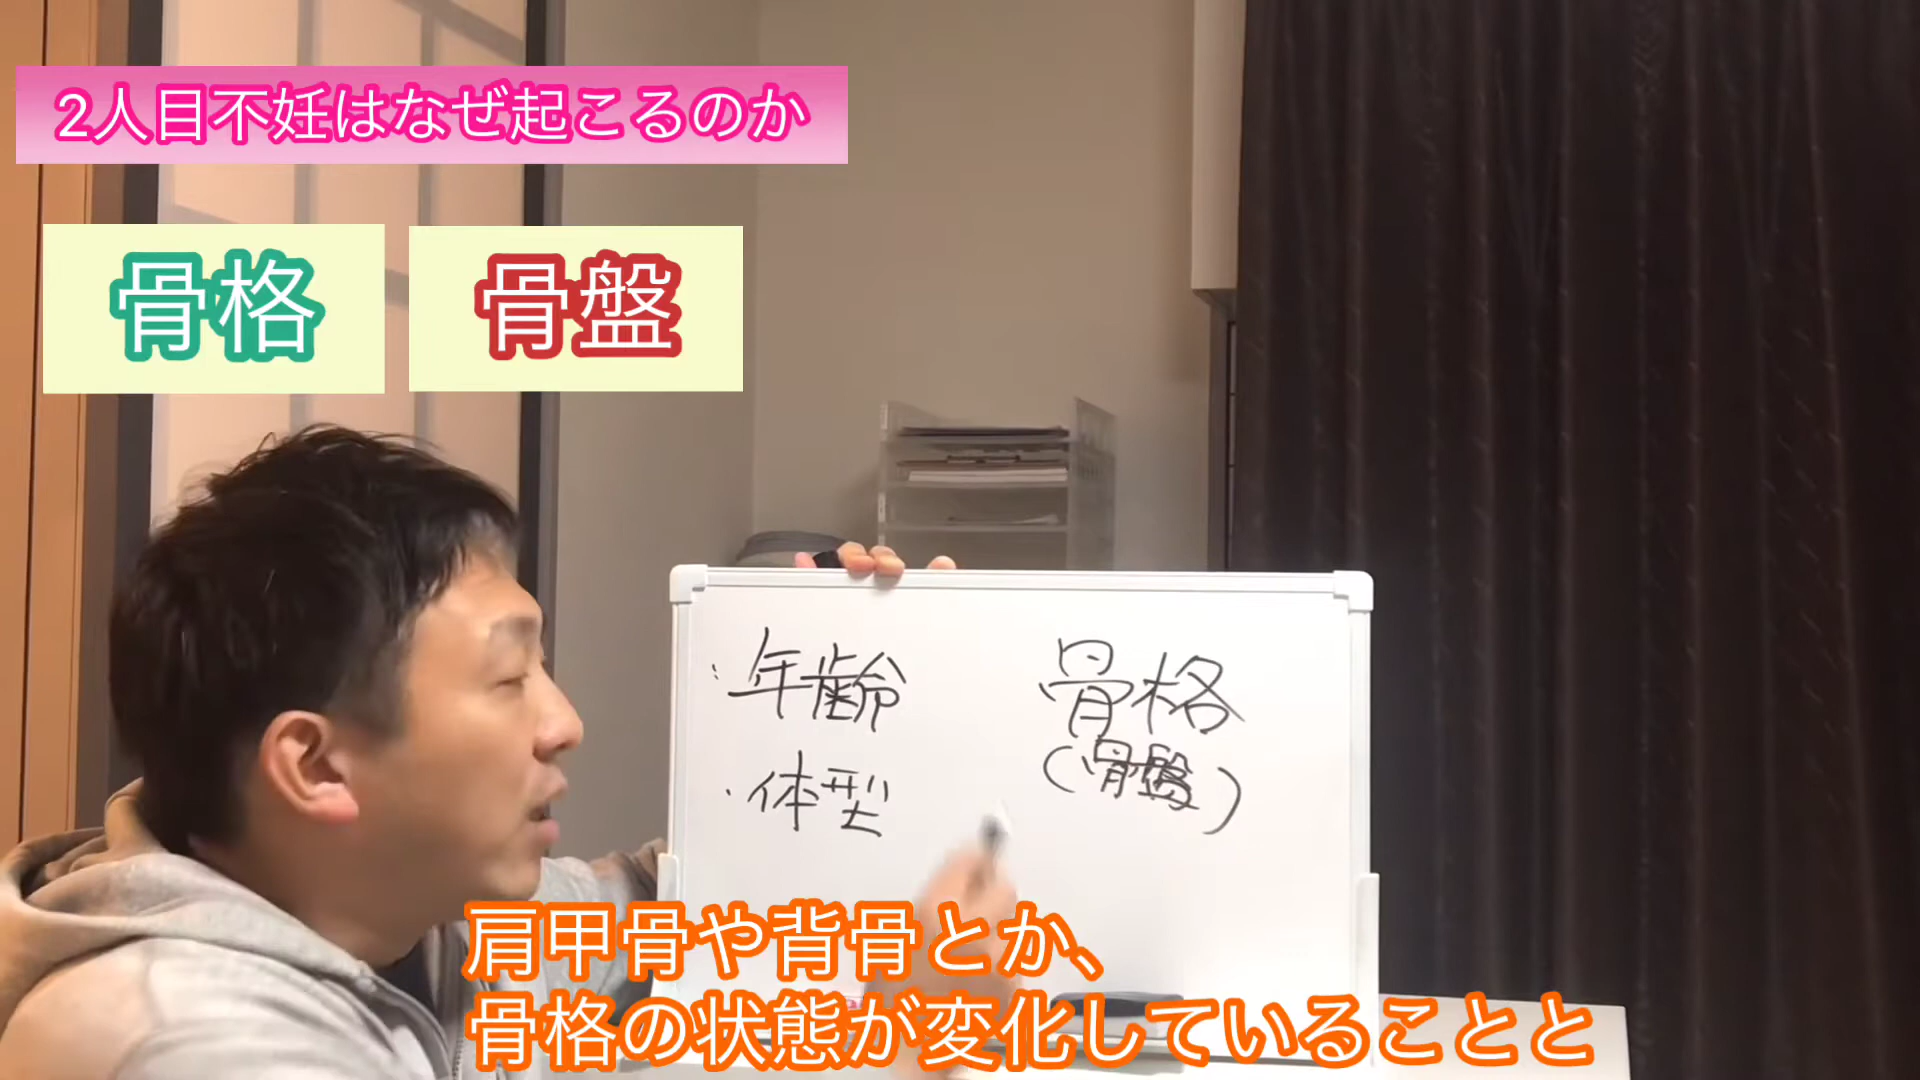 2人目不妊はなぜ起こるのか
骨格
骨盤
・年齢
・体型
骨格
(骨盤)
肩甲骨や背骨とか、
骨格の状態が変化していることと